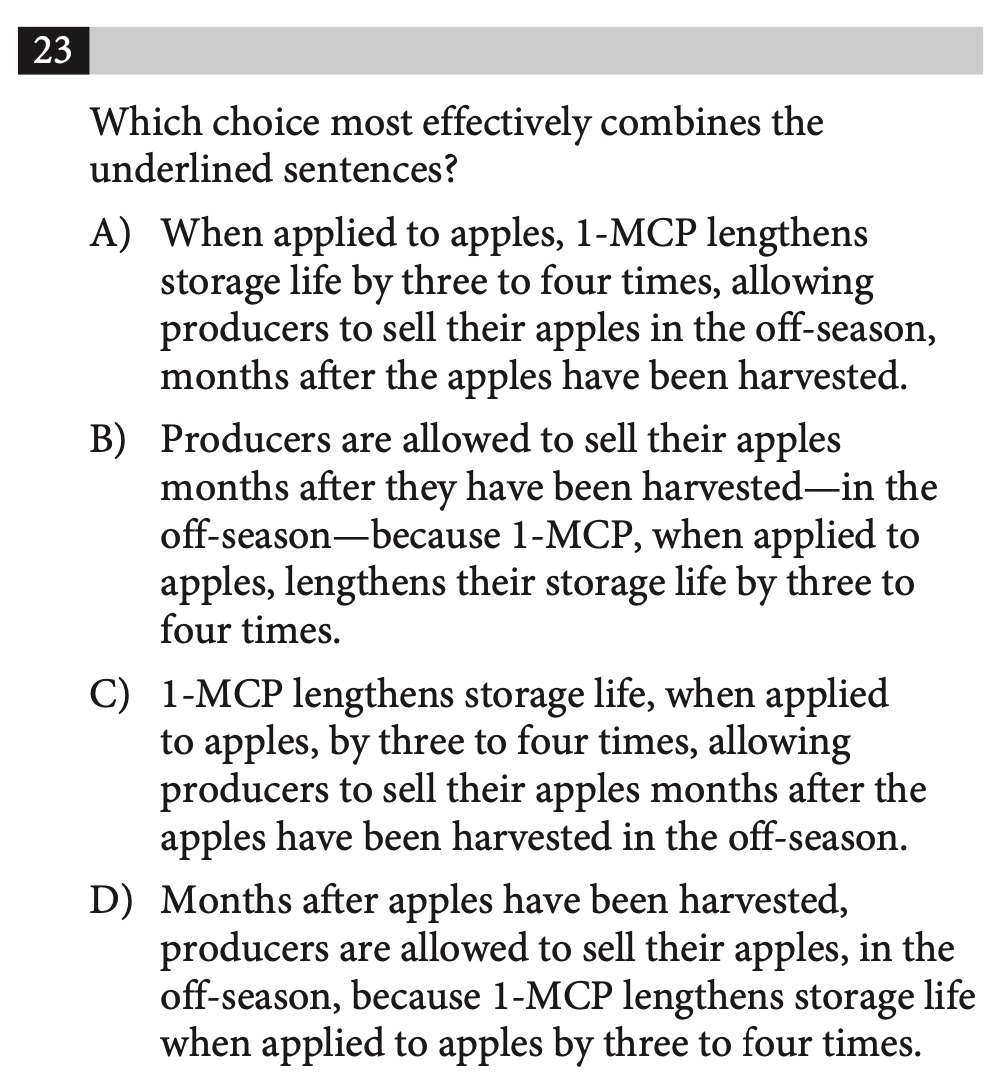 23
Which choice most effectively combines the
underlined sentences?
A) When applied to apples, 1-MCP lengthens
storage life by three to four times, allowing
producers to sell their apples in the off-season,
months after the apples have been harvested.
B) Producers are allowed to sell their apples
months after they have been harvested—in the
off-season—because 1-MCP, when applied to
apples, lengthens their storage life by three to
four times.
C) 1-MCP lengthens storage life, when applied
to apples, by three to four times, allowing
producers to sell their apples months after the
apples have been harvested in the off-season.
D) Months after apples have been harvested,
producers are allowed to sell their apples, in the
off-season, because 1-MCP lengthens storage life
when applied to apples by three to four times.